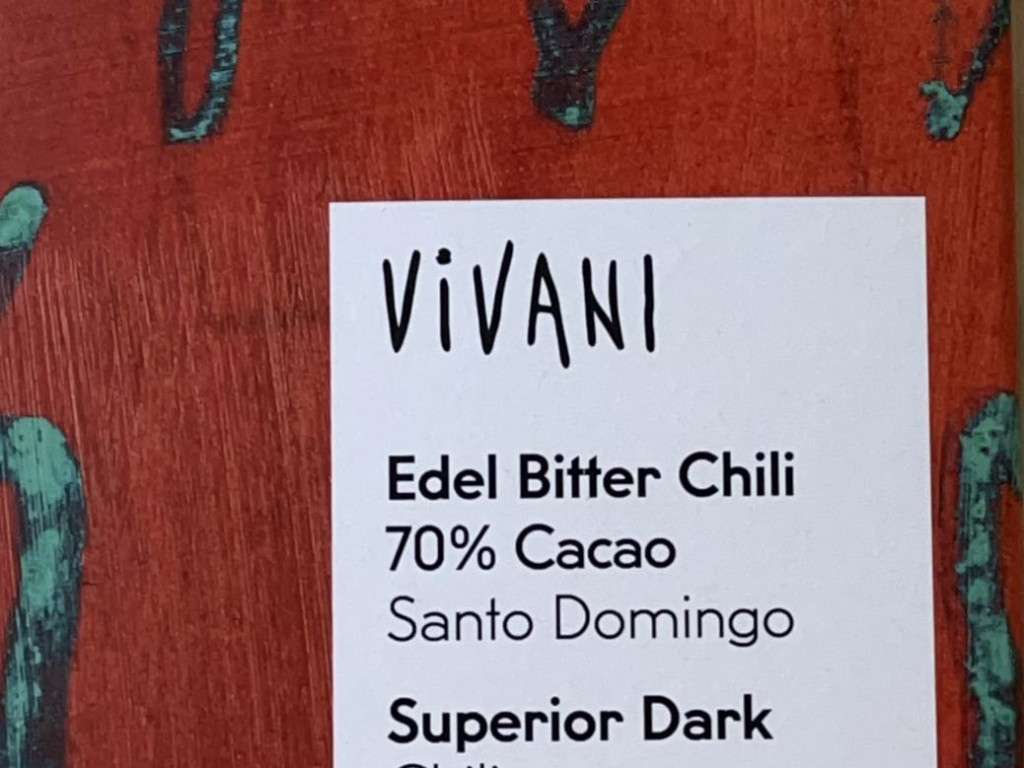 ViVANI
Edel Bitter Chili
70% Cacao
Santo Domingo
Superior Dark